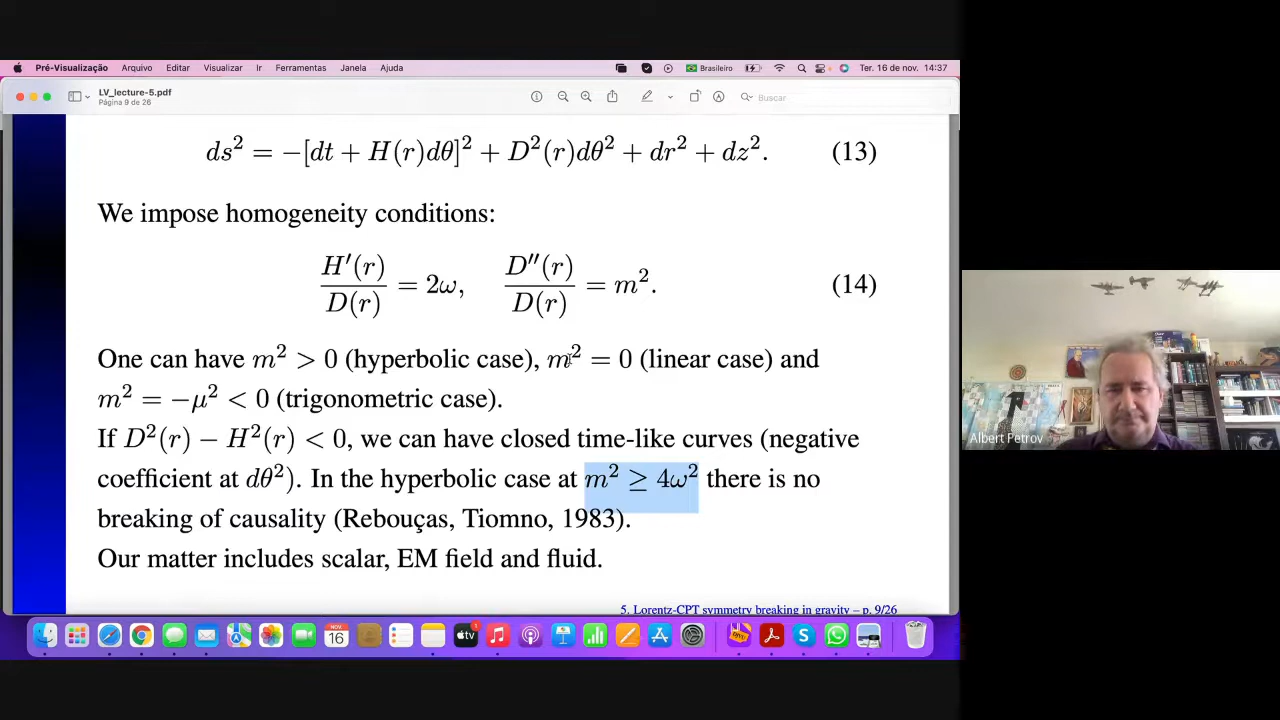 Pré-Visualização Arquivo Editar Visualizar Ir Ferramentas Janela Ajuda Brasileiro Ter. 16 de nov. 14:37
LV_lecture-5.pdf
Página 9 de 26
Buscar
ds² = −[dt + H(r)dθ]² + D²(r)dθ² + dr² + dz². (13)
We impose homogeneity conditions:
H′(r)/D(r) = 2ω, D″(r)/D(r) = m². (14)
One can have m² > 0 (hyperbolic case), m² = 0 (linear case) and
m² = −μ² < 0 (trigonometric case).
If D²(r) − H²(r) < 0, we can have closed time-like curves (negative
coefficient at dθ²). In the hyperbolic case at m² ≥ 4ω² there is no
breaking of causality (Rebouças, Tiomno, 1983).
Our matter includes scalar, EM field and fluid.
5. Lorentz-CPT symmetry breaking in gravity – p. 9/26
Albert Petrov
NOV.
16
tv